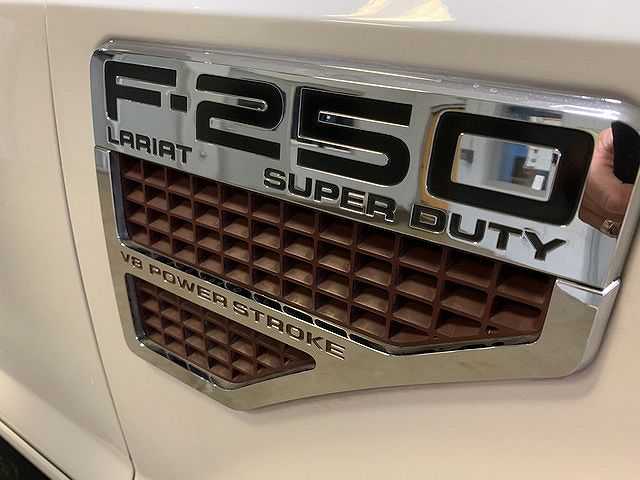 F-250
LARIAT
SUPER DUTY
V8 POWER STROKE